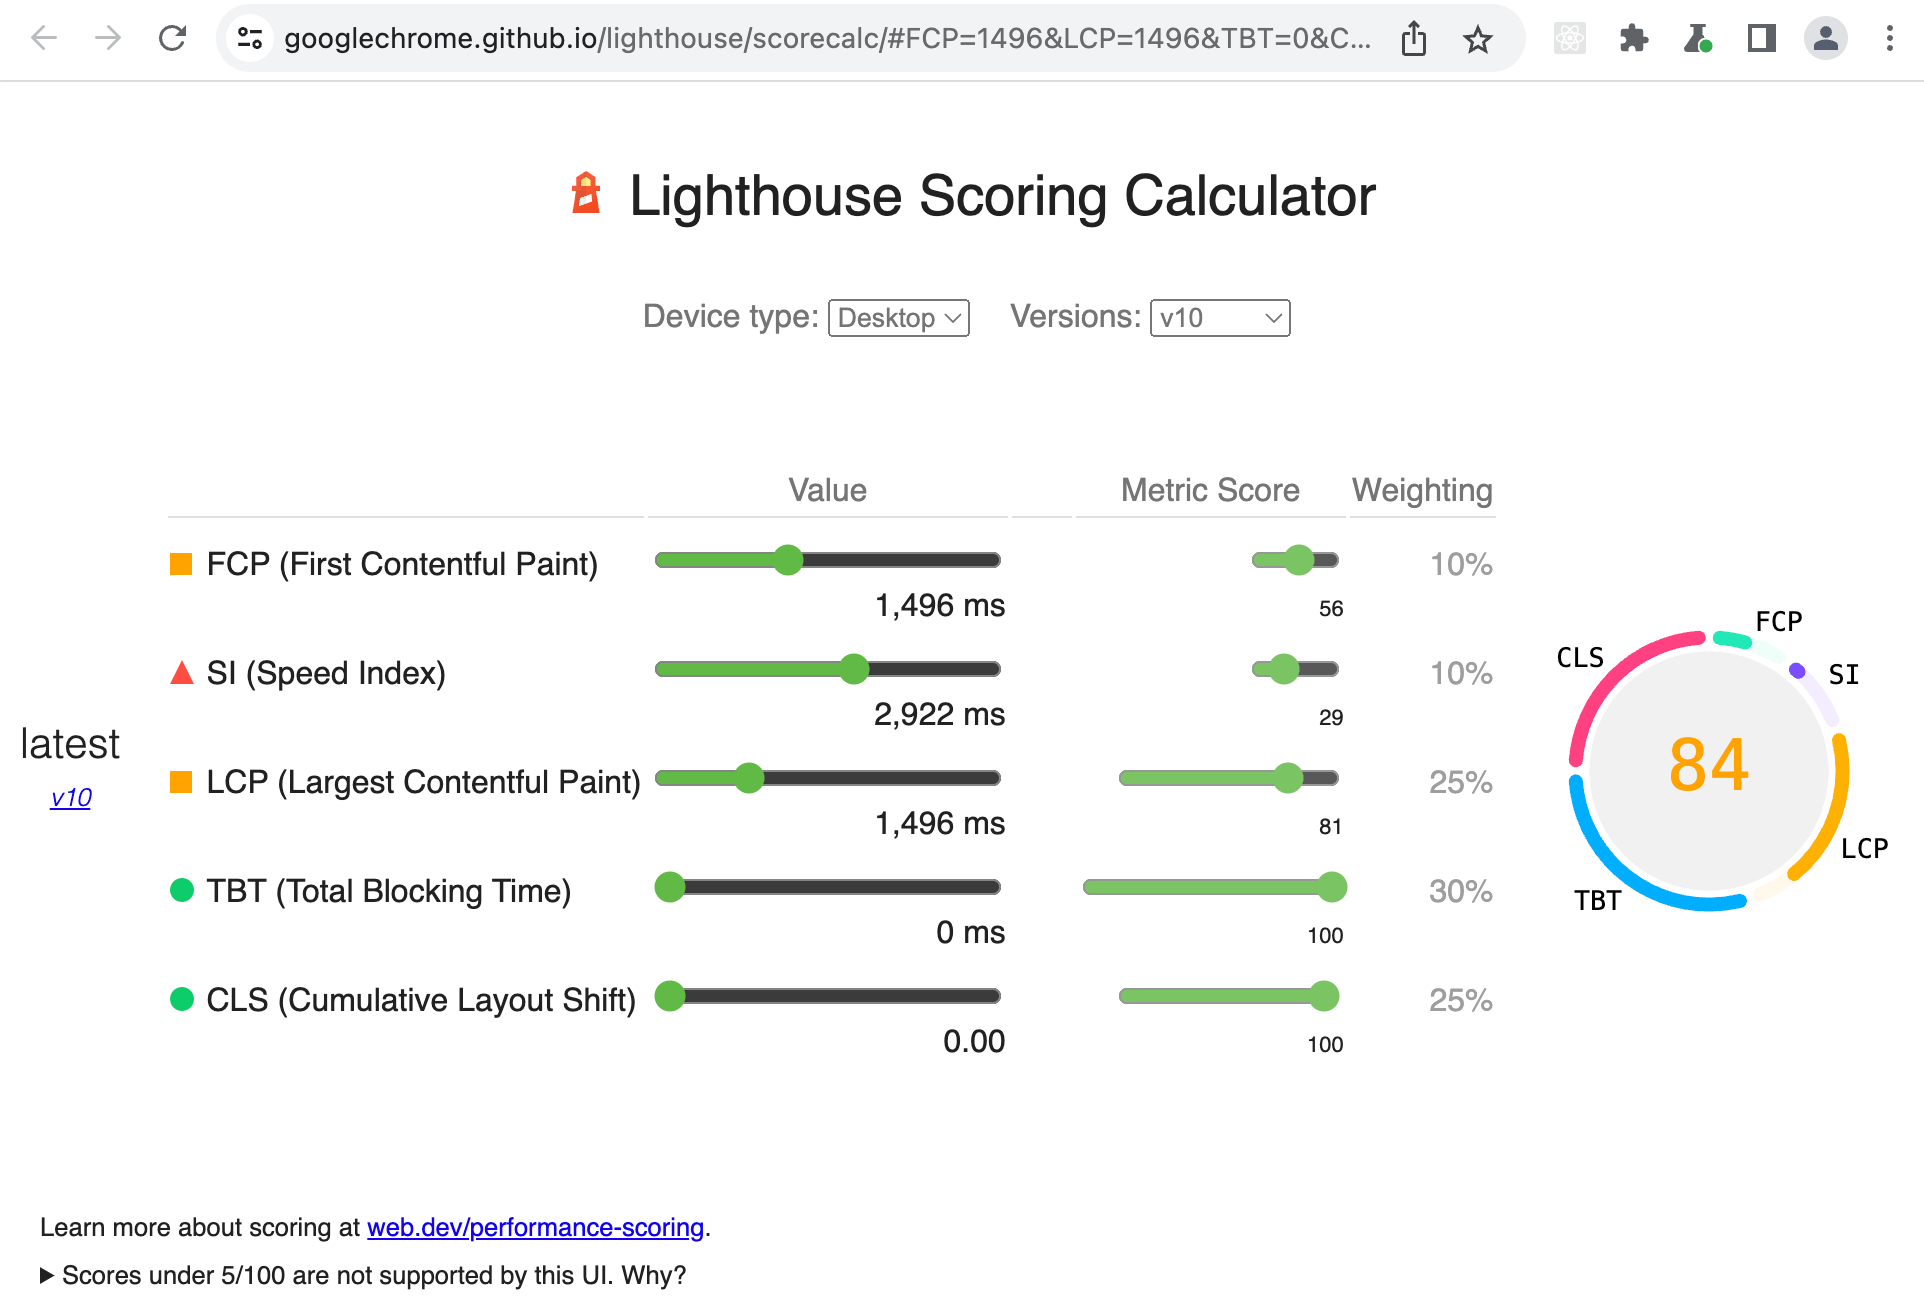 googlechrome.github.io/lighthouse/scorecalc/#FCP=1496&LCP=1496&TBT=0&C...
Lighthouse Scoring Calculator
Device type: Desktop Versions: v10
Value Metric Score Weighting
FCP (First Contentful Paint) 10%
1,496 ms 56
SI (Speed Index) 10%
2,922 ms 29
latest
v10
LCP (Largest Contentful Paint) 25%
1,496 ms 81
TBT (Total Blocking Time) 30%
0 ms 100
CLS (Cumulative Layout Shift) 25%
0.00 100
FCP
CLS
SI
84
LCP
TBT
Learn more about scoring at web.dev/performance-scoring.
Scores under 5/100 are not supported by this UI. Why?